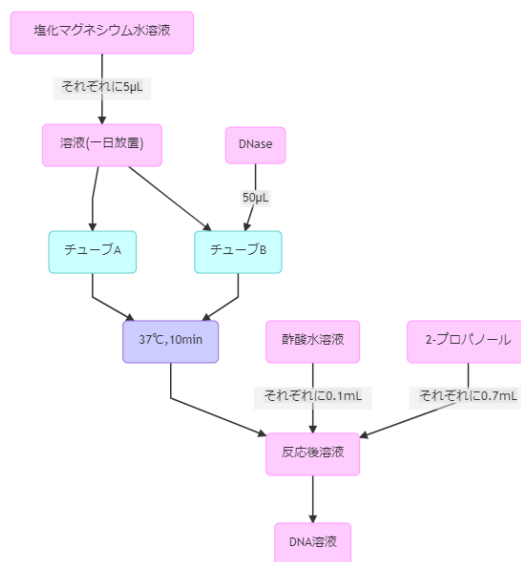 塩化マグネシウム水溶液
それぞれに5μL
溶液(一日放置)
DNase
50μL
チューブA
チューブB
37℃,10min
酢酸水溶液
2-プロパノール
それぞれに0.1mL
それぞれに0.7mL
反応後溶液
DNA溶液